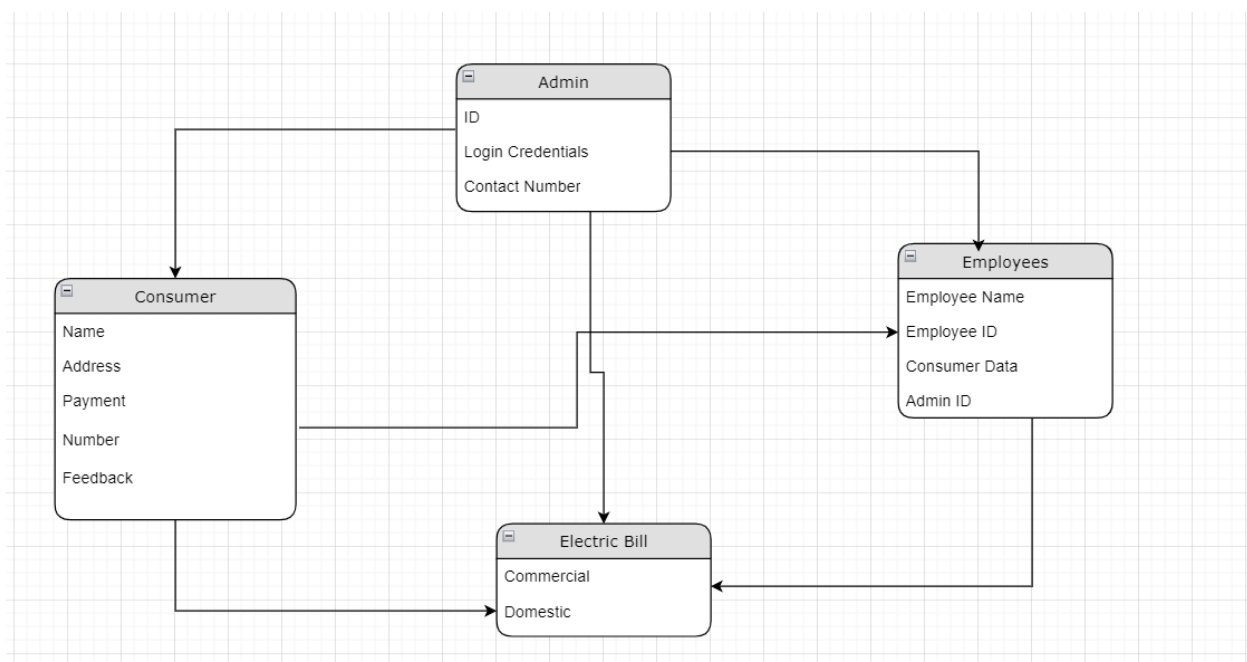 Admin
ID
Login Credentials
Contact Number
Employees
Employee Name
Employee ID
Consumer Data
Admin ID
Consumer
Name
Address
Payment
Number
Feedback
Electric Bill
Commercial
Domestic